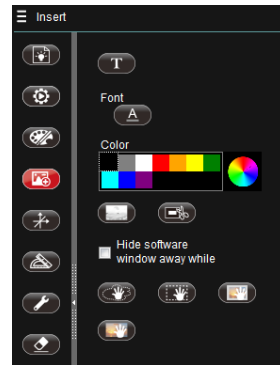 Insert
T
Font
A
Color
Hide software
window away while